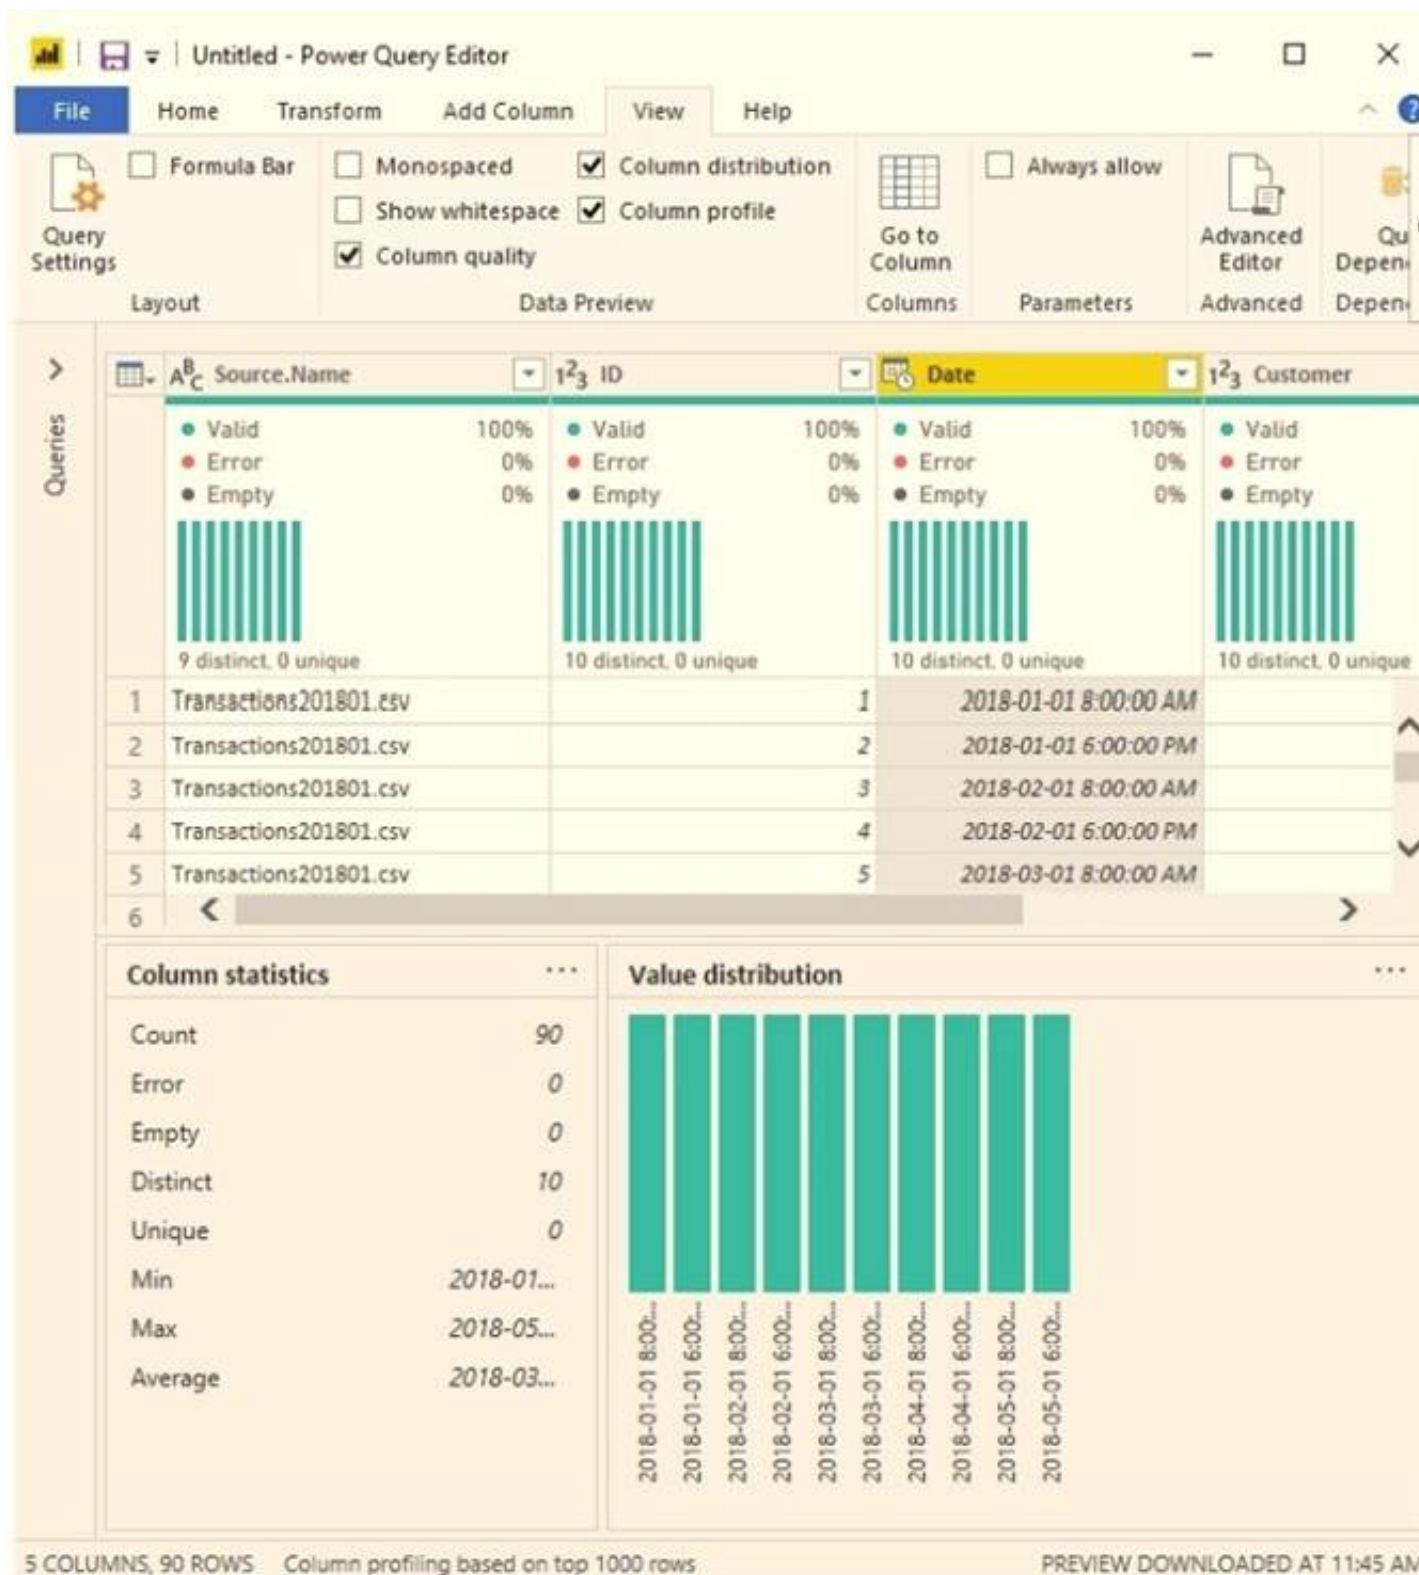 Untitled - Power Query Editor
File Home Transform Add Column View Help
Formula Bar Monospaced Column distribution Always allow
Show whitespace Column profile
Query Settings Column quality Go to Column Advanced Editor Qu Depen
Layout Data Preview Columns Parameters Advanced Depen
Queries
ABC Source.Name 123 ID Date 123 Customer
Valid 100% Valid 100% Valid 100% Valid
Error 0% Error 0% Error 0% Error
Empty 0% Empty 0% Empty 0% Empty
9 distinct, 0 unique 10 distinct, 0 unique 10 distinct, 0 unique 10 distinct, 0 unique
1 Transactions201801.csv 1 2018-01-01 8:00:00 AM
2 Transactions201801.csv 2 2018-01-01 6:00:00 PM
3 Transactions201801.csv 3 2018-02-01 8:00:00 AM
4 Transactions201801.csv 4 2018-02-01 6:00:00 PM
5 Transactions201801.csv 5 2018-03-01 8:00:00 AM
6
Column statistics ... Value distribution ...
Count 90
Error 0
Empty 0
Distinct 10
Unique 0
Min 2018-01...
Max 2018-05...
Average 2018-03...
2018-01-01 8:00:...
2018-01-01 6:00:...
2018-02-01 8:00:...
2018-02-01 6:00:...
2018-03-01 8:00:...
2018-03-01 6:00:...
2018-04-01 8:00:...
2018-04-01 6:00:...
2018-05-01 8:00:...
2018-05-01 6:00:...
5 COLUMNS, 90 ROWS Column profiling based on top 1000 rows PREVIEW DOWNLOADED AT 11:45 AM